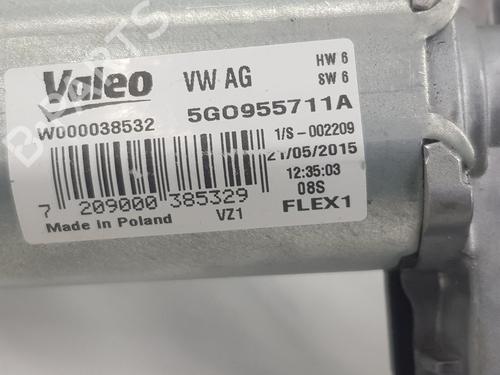 Valeo VW AG HW 6
SW 6
W000038532 5G0955711A
1/S-002209
21/05/2015
12:35:03
08S
7 209000 385329 VZ1 FLEX1
Made in Poland
B-PARTS